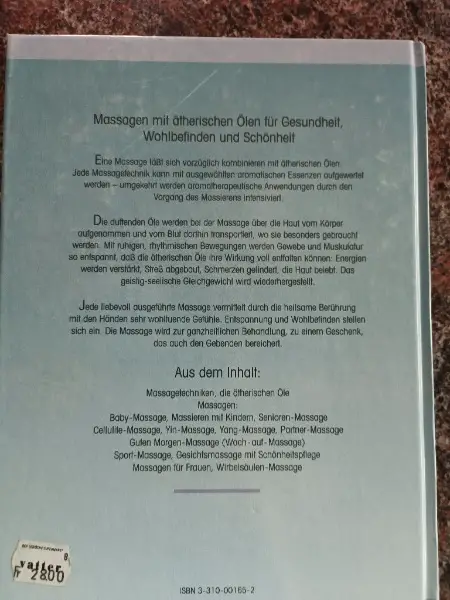 Massagen mit ätherischen Ölen für Gesundheit,
Wohlbefinden und Schönheit
Eine Massage läßt sich vorzüglich kombinieren mit ätherischen Ölen.
Jede Massagetechnik kann mit ausgewählten aromatischen Essenzen aufgewertet
werden – umgekehrt werden aromatherapeutische Anwendungen durch den
Vorgang des Massierens intensiviert.
Die duftenden Öle werden bei der Massage über die Haut vom Körper
aufgenommen und vom Blut dorthin transportiert, wo sie besonders gebraucht
werden. Mit ruhigen, rhythmischen Bewegungen werden Gewebe und Muskulatur
so entspannt, daß die ätherischen Öle ihre Wirkung voll entfalten können: Energien
werden verstärkt, Streß abgebaut, Schmerzen gelindert, die Haut belebt. Das
geistig-seelische Gleichgewicht wird wiederhergestellt.
Jede liebevoll ausgeführte Massage vermittelt durch die heilsame Berührung
mit den Händen sehr wohltuende Gefühle. Entspannung und Wohlbefinden stellen
sich ein. Die Massage wird zur ganzheitlichen Behandlung, zu einem Geschenk,
das auch den Gebenden bereichert.
Aus dem Inhalt:
Massagetechniken, die ätherischen Öle
Massagen:
Baby-Massage, Massieren mit Kindern, Senioren-Massage
Cellulite-Massage, Yin-Massage, Yang-Massage, Partner-Massage
Guten Morgen-Massage (Wach-auf-Massage)
Sport-Massage, Gesichtsmassage mit Schönheitspflege
Massagen für Frauen, Wirbelsäulen-Massage
Fr 2800
ISBN 3-310-00165-2